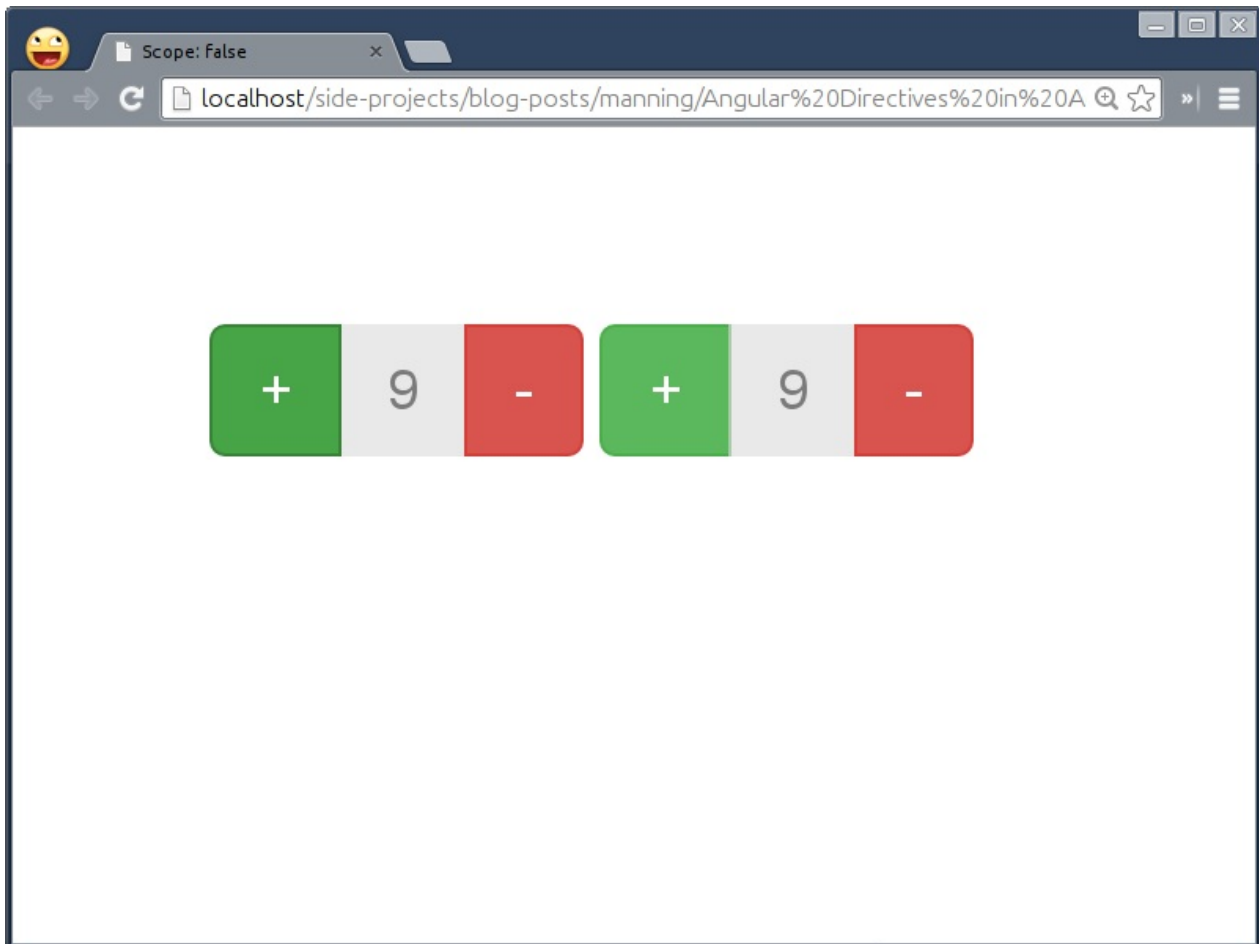 Scope: false
localhost/side-projects/blog-posts/manning/Angular%20Directives%20in%20A
+ 9 - + 9 -